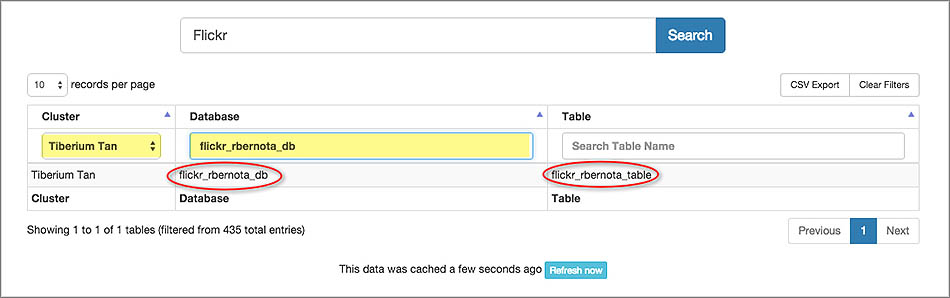 Flickr Search
10 records per page CSV Export Clear Filters
Cluster Database Table
Tiberium Tan flickr_rbernota_db Search Table Name
Tiberium Tan flickr_rbernota_db flickr_rbernota_table
Cluster Database Table
Showing 1 to 1 of 1 tables (filtered from 435 total entries) Previous 1 Next
This data was cached a few seconds ago Refresh now